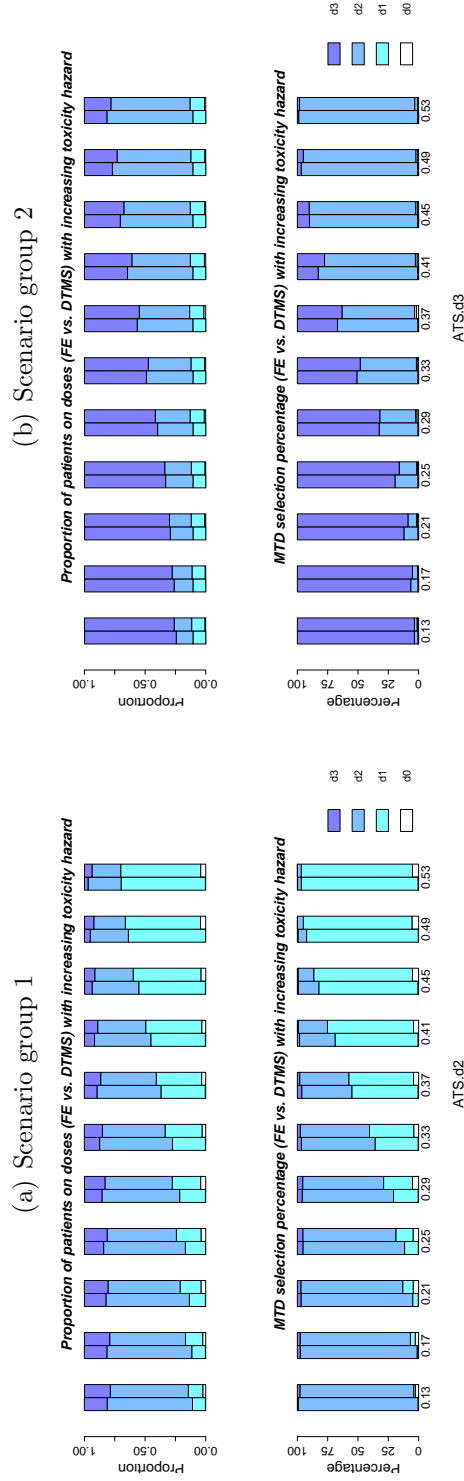 (a) Scenario group 1
Proportion of patients on doses (FE vs. DTMS) with increasing toxicity hazard
Proportion
0.00 0.50 1.00
MTD selection percentage (FE vs. DTMS) with increasing toxicity hazard
Percentage
0 25 50 75 100
0.13 0.17 0.21 0.25 0.29 0.33 0.37 0.41 0.45 0.49 0.53
ATS.d2
d3
d2
d1
d0
(b) Scenario group 2
Proportion of patients on doses (FE vs. DTMS) with increasing toxicity hazard
Proportion
0.00 0.50 1.00
MTD selection percentage (FE vs. DTMS) with increasing toxicity hazard
Percentage
0 25 50 75 100
0.13 0.17 0.21 0.25 0.29 0.33 0.37 0.41 0.45 0.49 0.53
ATS.d3
d3
d2
d1
d0